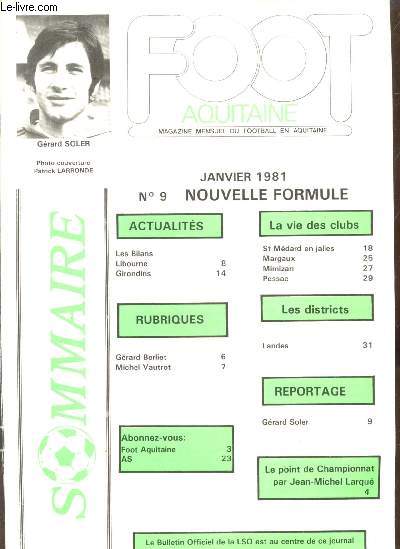 Le-livre.com
FOOT
AQUITAINE
MAGAZINE MENSUEL DU FOOTBALL EN AQUITAINE
Gérard SOLER
Photo couverture
Patrick LARRONDE
JANVIER 1981
N° 9 NOUVELLE FORMULE
SOMMAIRE
ACTUALITÉS
Les Bilans
Libourne 8
Girondins 14
RUBRIQUES
Gérard Berliet 6
Michel Vautrot 7
Abonnez-vous:
Foot Aquitaine 3
AS 23
La vie des clubs
St Médard en jalles 18
Margaux 25
Mimizan 27
Pessac 29
Les districts
Landes 31
REPORTAGE
Gérard Soler 9
Le point de Championnat
par Jean-Michel Larqué
4
Le Bulletin Officiel de la LSO est au centre de ce journal